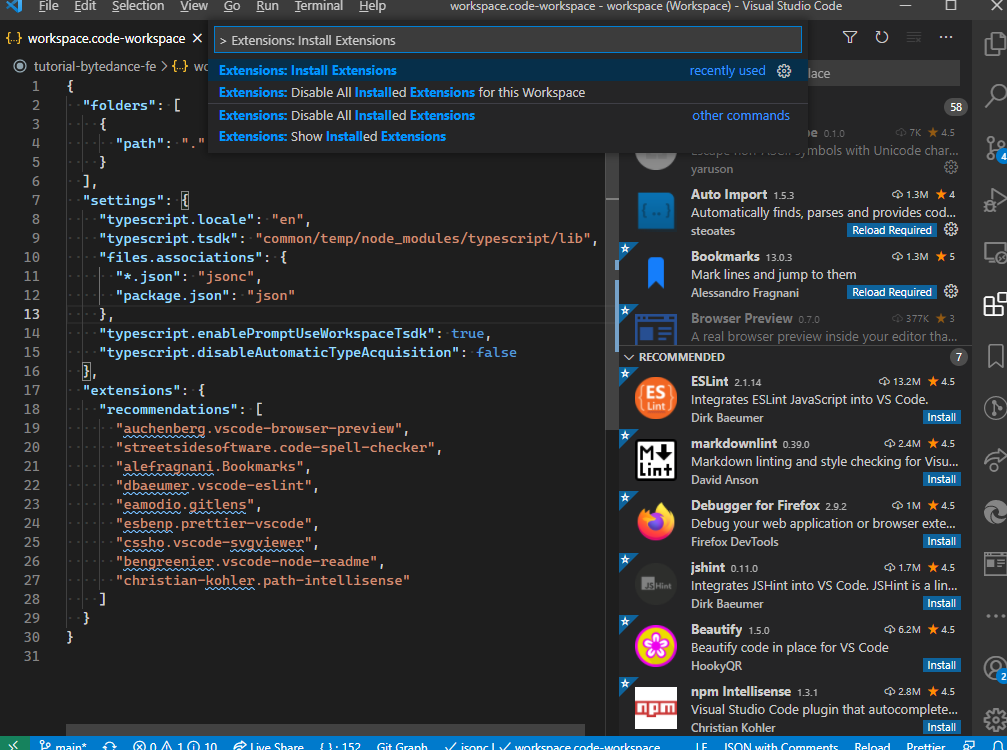 File Edit Selection View Go Run Terminal Help workspace.code-workspace - workspace (Workspace) - Visual Studio Code
{..} workspace.code-workspace ×
tutorial-bytedance-fe > {..} wo
> Extensions: Install Extensions
Extensions: Install Extensions recently used
Extensions: Disable All Installed Extensions for this Workspace
Extensions: Disable All Installed Extensions other commands
Extensions: Show Installed Extensions
1 {
2 "folders": [
3 {
4 "path": "."
5 }
6 ],
7 "settings": {
8 "typescript.locale": "en",
9 "typescript.tsdk": "common/temp/node_modules/typescript/lib",
10 "files.associations": {
11 "*.json": "jsonc",
12 "package.json": "json"
13 },
14 "typescript.enablePromptUseWorkspaceTsdk": true,
15 "typescript.disableAutomaticTypeAcquisition": false
16 },
17 "extensions": {
18 "recommendations": [
19 "auchenberg.vscode-browser-preview",
20 "streetsidesoftware.code-spell-checker",
21 "alefragnani.Bookmarks",
22 "dbaeumer.vscode-eslint",
23 "eamodio.gitlens",
24 "esbenp.prettier-vscode",
25 "cssho.vscode-svgviewer",
26 "bengreenier.vscode-node-readme",
27 "christian-kohler.path-intellisense"
28 ]
29 }
30 }
31
lace
58
0.1.0 7K 4.5
Escape non-ASCII symbols with Unicode char...
yaruson
Auto Import 1.5.3 1.3M 4
Automatically finds, parses and provides cod...
steoates Reload Required
Bookmarks 13.0.3 1.3M 5
Mark lines and jump to them
Alessandro Fragnani Reload Required
Browser Preview 0.7.0 377K 3
A real browser preview inside your editor tha...
RECOMMENDED 7
ESLint 2.1.14 13.2M 4.5
Integrates ESLint JavaScript into VS Code.
Dirk Baeumer Install
markdownlint 0.39.0 2.4M 4.5
Markdown linting and style checking for Visu...
David Anson Install
Debugger for Firefox 2.9.2 1M 4.5
Debug your web application or browser exte...
Firefox DevTools Install
jshint 0.11.0 1.7M 4.5
Integrates JSHint into VS Code. JSHint is a lin...
Dirk Baeumer Install
Beautify 1.5.0 6.2M 4.5
Beautify code in place for VS Code
HookyQR Install
npm Intellisense 1.3.1 2.8M 4.5
Visual Studio Code plugin that autocomplete...
Christian Kohler Install
{..}
ES
Lint
M
Lint
JSHint
npm
4
2
main* 0 1 10 Live Share {..} : 152 Git Graph jsonc | workspace.code-workspace LF JSON with Comments Reload Prettier